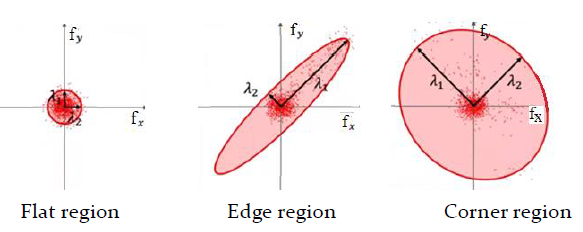 fy
fy
fy
λ1
λ2
fx
λ2
λ1
fx
λ1
λ2
fx
Flat region
Edge region
Corner region